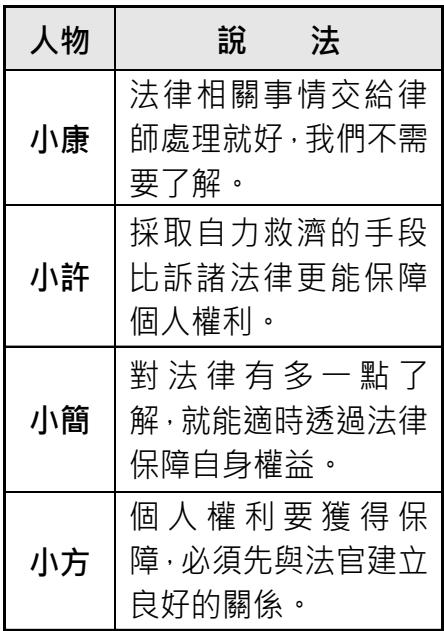 人物 說 法
小康
法律相關事情交給律
師處理就好，我們不需
要了解。
小許
採取自力救濟的手段
比訴諸法律更能保障
個人權利。
小簡
對法律有多一點了
解，就能適時透過法律
保障自身權益。
小方
個人權利要獲得保
障，必須先與法官建立
良好的關係。